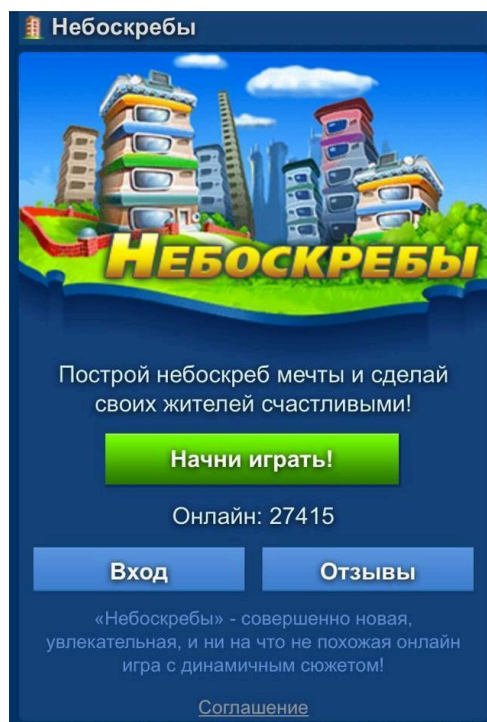 Небоскребы
НЕБОСКРЕБЫ
Построй небоскреб мечты и сделай
своих жителей счастливыми!
Начни играть!
Онлайн: 27415
Вход
Отзывы
«Небоскребы» - совершенно новая,
увлекательная, и ни на что не похожая онлайн
игра с динамичным сюжетом!
Соглашение